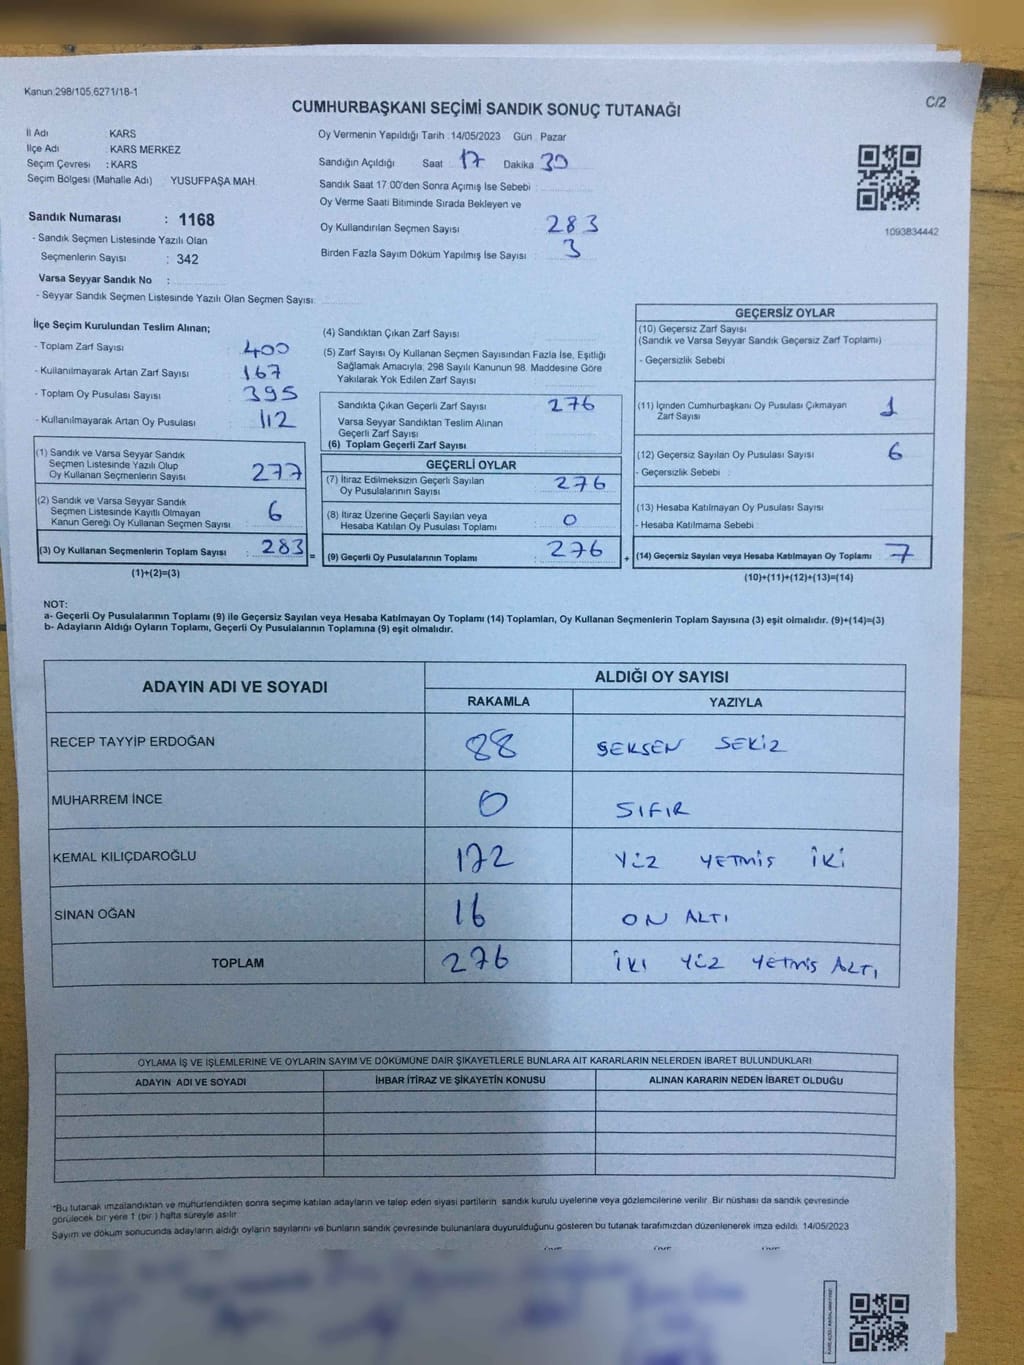 Kanun 298/105,6271/18-1
C/2
CUMHURBAŞKANI SEÇİMİ SANDIK SONUÇ TUTANAĞI
İl Adı : KARS
İlçe Adı : KARS MERKEZ
Seçim Çevresi : KARS
Seçim Bölgesi (Mahalle Adı) YUSUFPAŞA MAH.
Sandık Numarası : 1168
- Sandık Seçmen Listesinde Yazılı Olan
Seçmenlerin Sayısı : 342
Varsa Seyyar Sandık No :
- Seyyar Sandık Seçmen Listesinde Yazılı Olan Seçmen Sayısı:
Oy Vermenin Yapıldığı Tarih : 14/05/2023 Gün : Pazar
Sandığın Açıldığı Saat 17 Dakika 30
Sandık Saat 17:00'den Sonra Açımış İse Sebebi :
Oy Verme Saati Bitiminde Sırada Bekleyen ve
Oy Kullandırılan Seçmen Sayısı 283
Birden Fazla Sayım Döküm Yapılmış İse Sayısı : 3
1093834442
İlçe Seçim Kurulundan Teslim Alınan;
- Toplam Zarf Sayısı 400
- Kullanılmayarak Artan Zarf Sayısı 167
- Toplam Oy Pusulası Sayısı 395
- Kullanılmayarak Artan Oy Pusulası 112
(1) Sandık ve Varsa Seyyar Sandık
Seçmen Listesinde Yazılı Olup
Oy Kullanan Seçmenlerin Sayısı 277
(2) Sandık ve Varsa Seyyar Sandık
Seçmen Listesinde Kayıtlı Olmayan
Kanun Gereği Oy Kullanan Seçmen Sayısı 6
(3) Oy Kullanan Seçmenlerin Toplam Sayısı 283 =
(1)+(2)=(3)
(4) Sandıktan Çıkan Zarf Sayısı
(5) Zarf Sayısı Oy Kullanan Seçmen Sayısından Fazla İse, Eşitliği
Sağlamak Amacıyla, 298 Sayılı Kanunun 98. Maddesine Göre
Yakılarak Yok Edilen Zarf Sayısı
Sandıkta Çıkan Geçerli Zarf Sayısı 276
Varsa Seyyar Sandıktan Teslim Alınan
Geçerli Zarf Sayısı
(6) Toplam Geçerli Zarf Sayısı
GEÇERLİ OYLAR
(7) İtiraz Edilmeksizin Geçerli Sayılan
Oy Pusulalarının Sayısı 276
(8) İtiraz Üzerine Geçerli Sayılan veya
Hesaba Katılan Oy Pusulası Toplamı 0
(9) Geçerli Oy Pusulalarının Toplamı 276 +
GEÇERSİZ OYLAR
(10) Geçersiz Zarf Sayısı
(Sandık ve Varsa Seyyar Sandık Geçersiz Zarf Toplamı)
- Geçersizlik Sebebi
(11) İçinden Cumhurbaşkanı Oy Pusulası Çıkmayan
Zarf Sayısı 1
(12) Geçersiz Sayılan Oy Pusulası Sayısı 6
- Geçersizlik Sebebi :
(13) Hesaba Katılmayan Oy Pusulası Sayısı
- Hesaba Katılmama Sebebi
(14) Geçersiz Sayılan veya Hesaba Katılmayan Oy Toplamı 7
(10)+(11)+(12)+(13)=(14)
NOT:
a- Geçerli Oy Pusulalarının Toplamı (9) ile Geçersiz Sayılan veya Hesaba Katılmayan Oy Toplamı (14) Toplamları, Oy Kullanan Seçmenlerin Toplam Sayısına (3) eşit olmalıdır. (9)+(14)=(3)
b- Adayların Aldığı Oyların Toplamı, Geçerli Oy Pusulalarının Toplamına (9) eşit olmalıdır.
ADAYIN ADI VE SOYADI ALDIĞI OY SAYISI
RAKAMLA YAZIYLA
RECEP TAYYİP ERDOĞAN 88 SEKSEN SEKİZ
MUHARREM İNCE 0 SIFIR
KEMAL KILIÇDAROĞLU 172 YÜZ YETMİS İKİ
SİNAN OĞAN 16 ON ALTI
TOPLAM 276 İKİ YÜZ YETMİS ALTI
OYLAMA İŞ VE İŞLEMLERİNE VE OYLARIN SAYIM VE DÖKÜMÜNE DAİR ŞİKAYETLERLE BUNLARA AİT KARARLARIN NELERDEN İBARET BULUNDUKLARI
ADAYIN ADI VE SOYADI İHBAR İTİRAZ VE ŞİKAYETİN KONUSU ALINAN KARARIN NEDEN İBARET OLDUĞU
*Bu tutanak imzalandıktan ve mühürlendikten sonra seçime katılan adayların ve talep eden siyasi partilerin sandık kurulu üyelerine veya gözlemcilerine verilir. Bir nüshası da sandık çevresinde
görülecek bir yere 1 (bir ) hafta süreyle asılır.
Sayım ve döküm sonucunda adayların aldığı oyların sayılarını ve bunların sandık çevresinde bulunanlara duyurulduğunu gösteren bu tutanak tarafımızdan düzenlenerek imza edildi. 14/05/2023